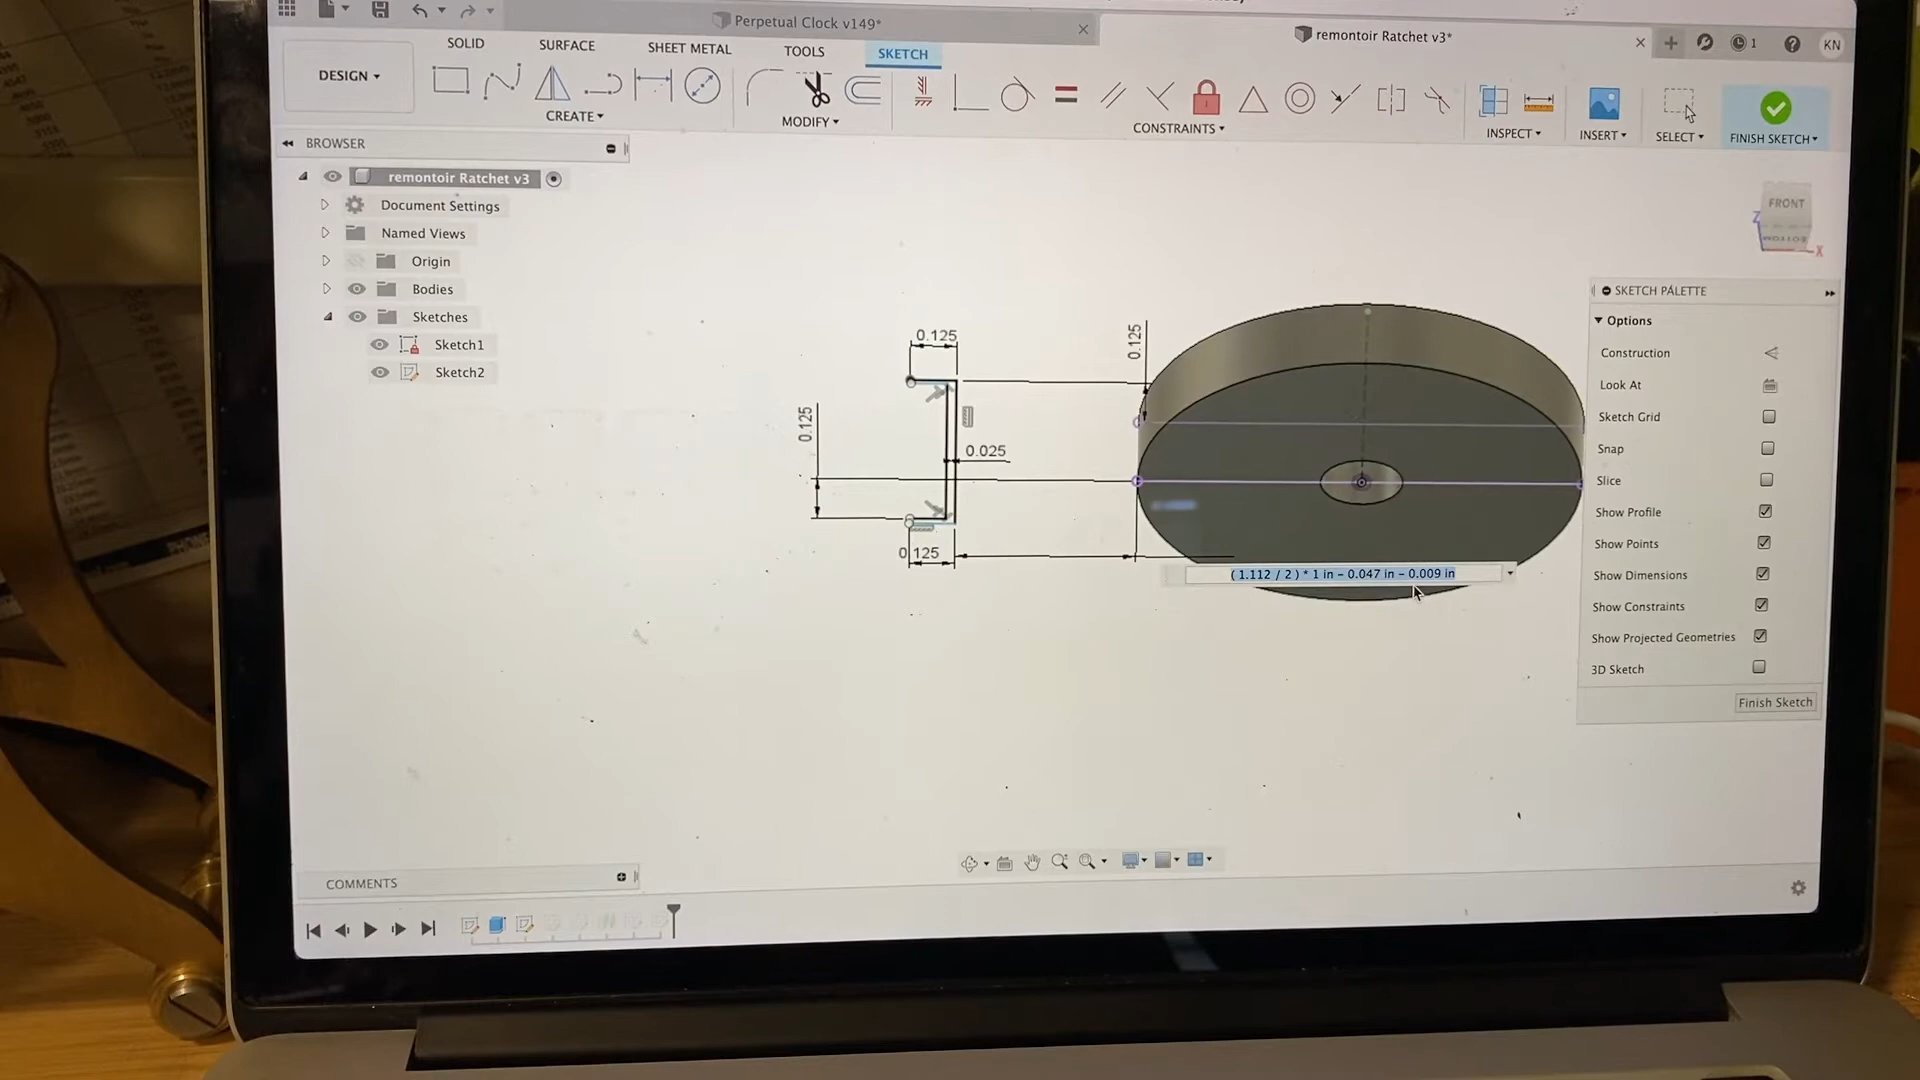 Perpetual Clock v149*
remontoir Ratchet v3*
1
KN
DESIGN
SOLID
SURFACE
SHEET METAL
TOOLS
SKETCH
CREATE
MODIFY
CONSTRAINTS
INSPECT
INSERT
SELECT
FINISH SKETCH
BROWSER
remontoir Ratchet v3
Document Settings
Named Views
Origin
Bodies
Sketches
Sketch1
Sketch2
FRONT
BOTTOM
Z
X
0.125
0.125
0.125
0.025
0.125
( 1.112 / 2 ) * 1 in - 0.047 in - 0.009 in
SKETCH PALETTE
Options
Construction
Look At
Sketch Grid
Snap
Slice
Show Profile
Show Points
Show Dimensions
Show Constraints
Show Projected Geometries
3D Sketch
Finish Sketch
COMMENTS